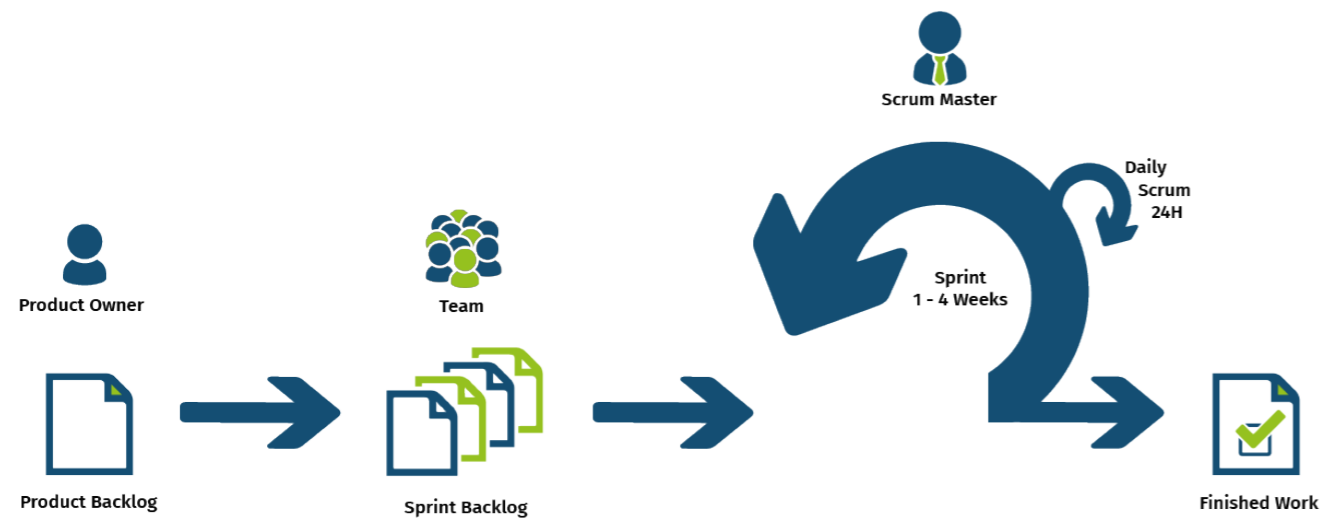 Scrum Master
Daily
Scrum
24H
Sprint
1 - 4 Weeks
Product Owner
Team
Product Backlog
Sprint Backlog
Finished Work